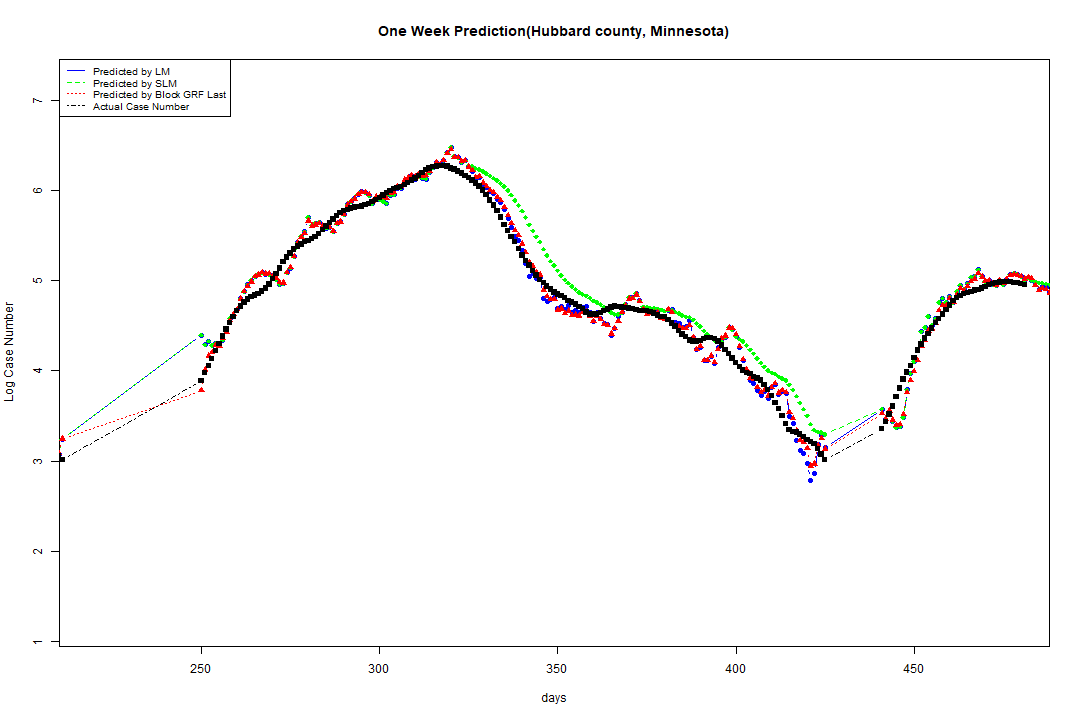 One Week Prediction(Hubbard county, Minnesota)
Predicted by LM
Predicted by SLM
Predicted by Block GRF Last
Actual Case Number
7
6
5
4
3
2
1
Log Case Number
250 300 350 400 450
days